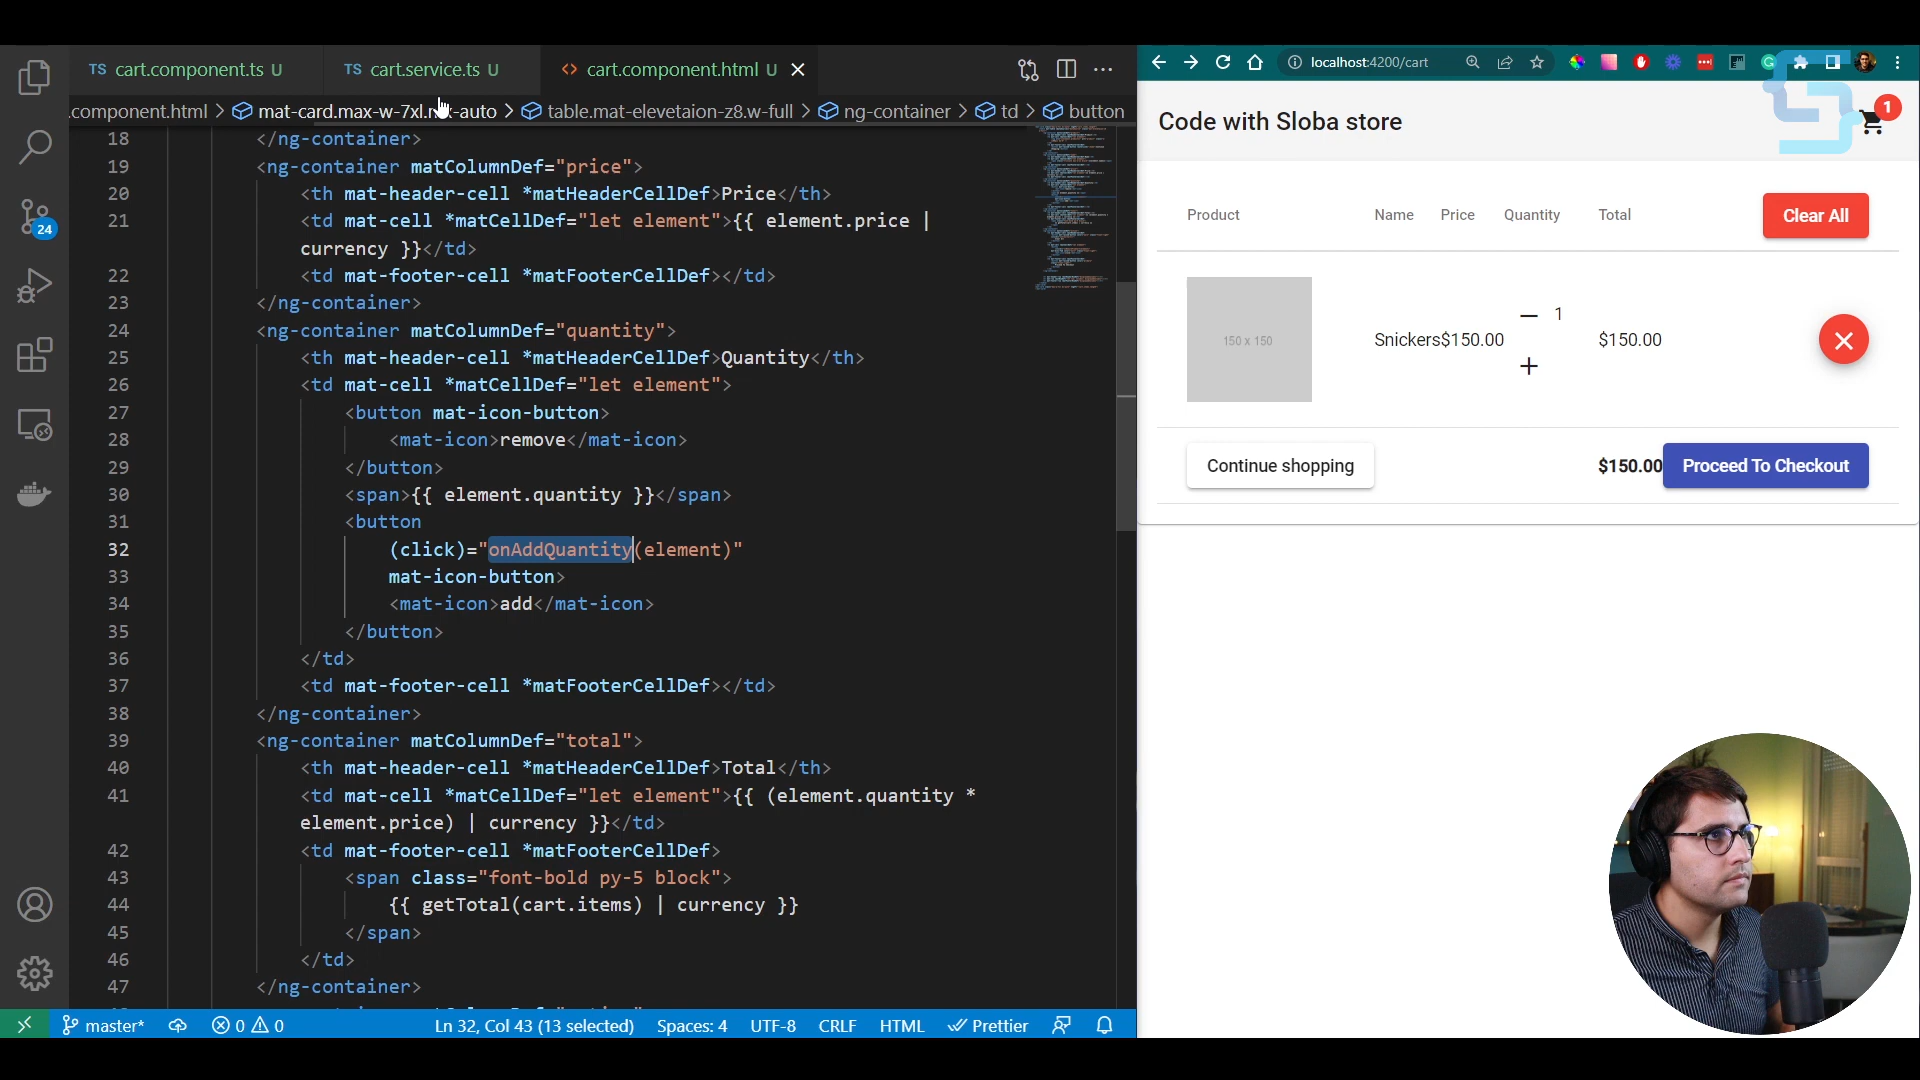 TS cart.component.ts U
TS cart.service.ts U
<> cart.component.html U
.component.html > mat-card.max-w-7xl.mx-auto > table.mat-elevetaion-z8.w-full > ng-container > td > button
18 </ng-container>
19 <ng-container matColumnDef="price">
20 <th mat-header-cell *matHeaderCellDef>Price</th>
21 <td mat-cell *matCellDef="let element">{{ element.price |
currency }}</td>
22 <td mat-footer-cell *matFooterCellDef></td>
23 </ng-container>
24 <ng-container matColumnDef="quantity">
25 <th mat-header-cell *matHeaderCellDef>Quantity</th>
26 <td mat-cell *matCellDef="let element">
27 <button mat-icon-button>
28 <mat-icon>remove</mat-icon>
29 </button>
30 <span>{{ element.quantity }}</span>
31 <button
32 (click)="onAddQuantity(element)"
33 mat-icon-button>
34 <mat-icon>add</mat-icon>
35 </button>
36 </td>
37 <td mat-footer-cell *matFooterCellDef></td>
38 </ng-container>
39 <ng-container matColumnDef="total">
40 <th mat-header-cell *matHeaderCellDef>Total</th>
41 <td mat-cell *matCellDef="let element">{{ (element.quantity *
element.price) | currency }}</td>
42 <td mat-footer-cell *matFooterCellDef>
43 <span class="font-bold py-5 block">
44 {{ getTotal(cart.items) | currency }}
45 </span>
46 </td>
47 </ng-container>
24
master* 0 0 Ln 32, Col 43 (13 selected) Spaces: 4 UTF-8 CRLF HTML Prettier
localhost:4200/cart
Code with Sloba store 1
Product Name Price Quantity Total Clear All
150 x 150 Snickers $150.00 — 1 + $150.00
Continue shopping $150.00 Proceed To Checkout